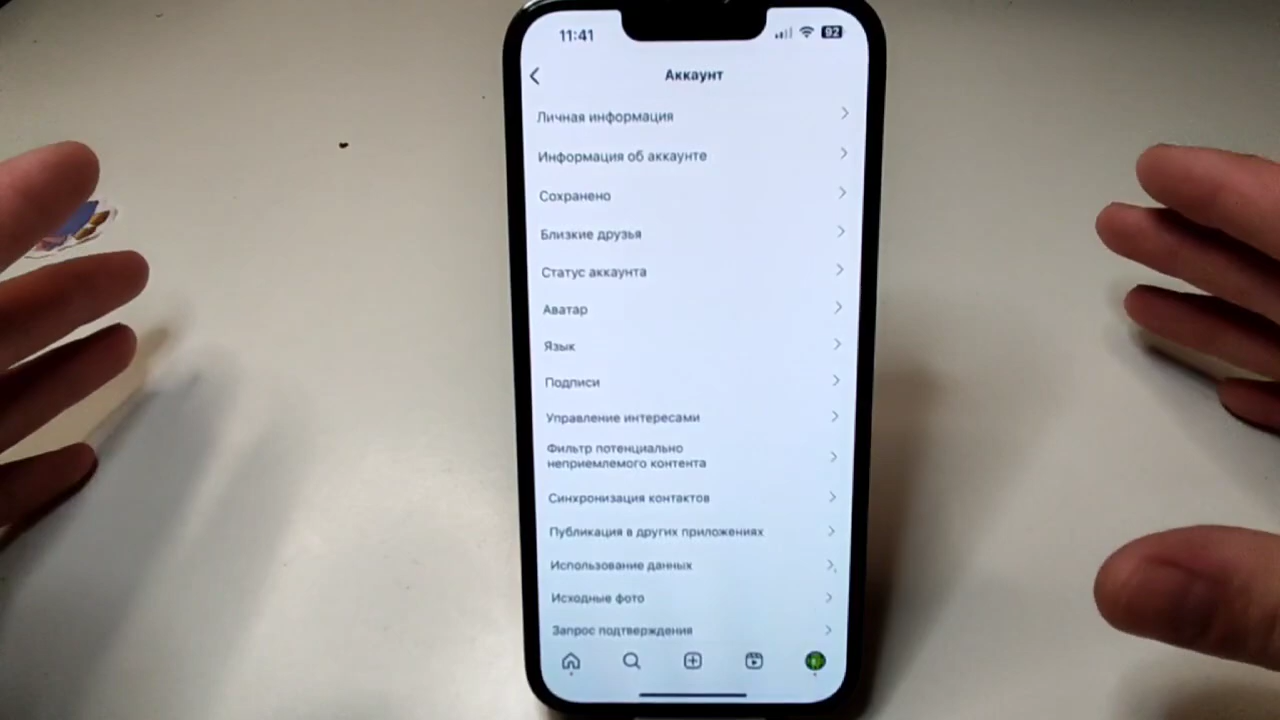 11:41
92
Аккаунт
Личная информация
Информация об аккаунте
Сохранено
Близкие друзья
Статус аккаунта
Аватар
Язык
Подписи
Управление интересами
Фильтр потенциально
неприемлемого контента
Синхронизация контактов
Публикация в других приложениях
Использование данных
Исходные фото
Запрос подтверждения